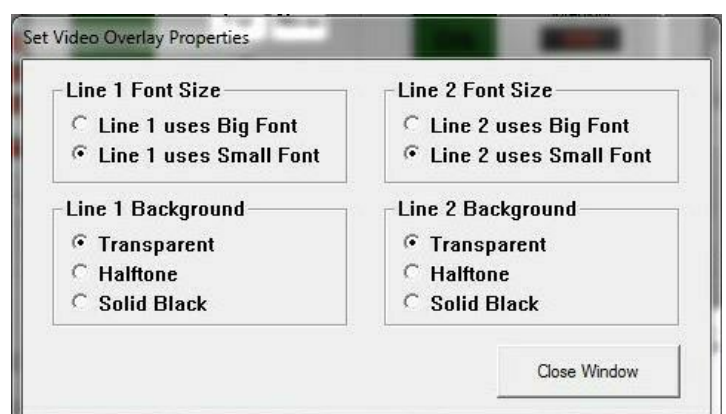 Set Video Overlay Properties
Line 1 Font Size
Line 1 uses Big Font
Line 1 uses Small Font
Line 2 Font Size
Line 2 uses Big Font
Line 2 uses Small Font
Line 1 Background
Transparent
Halftone
Solid Black
Line 2 Background
Transparent
Halftone
Solid Black
Close Window